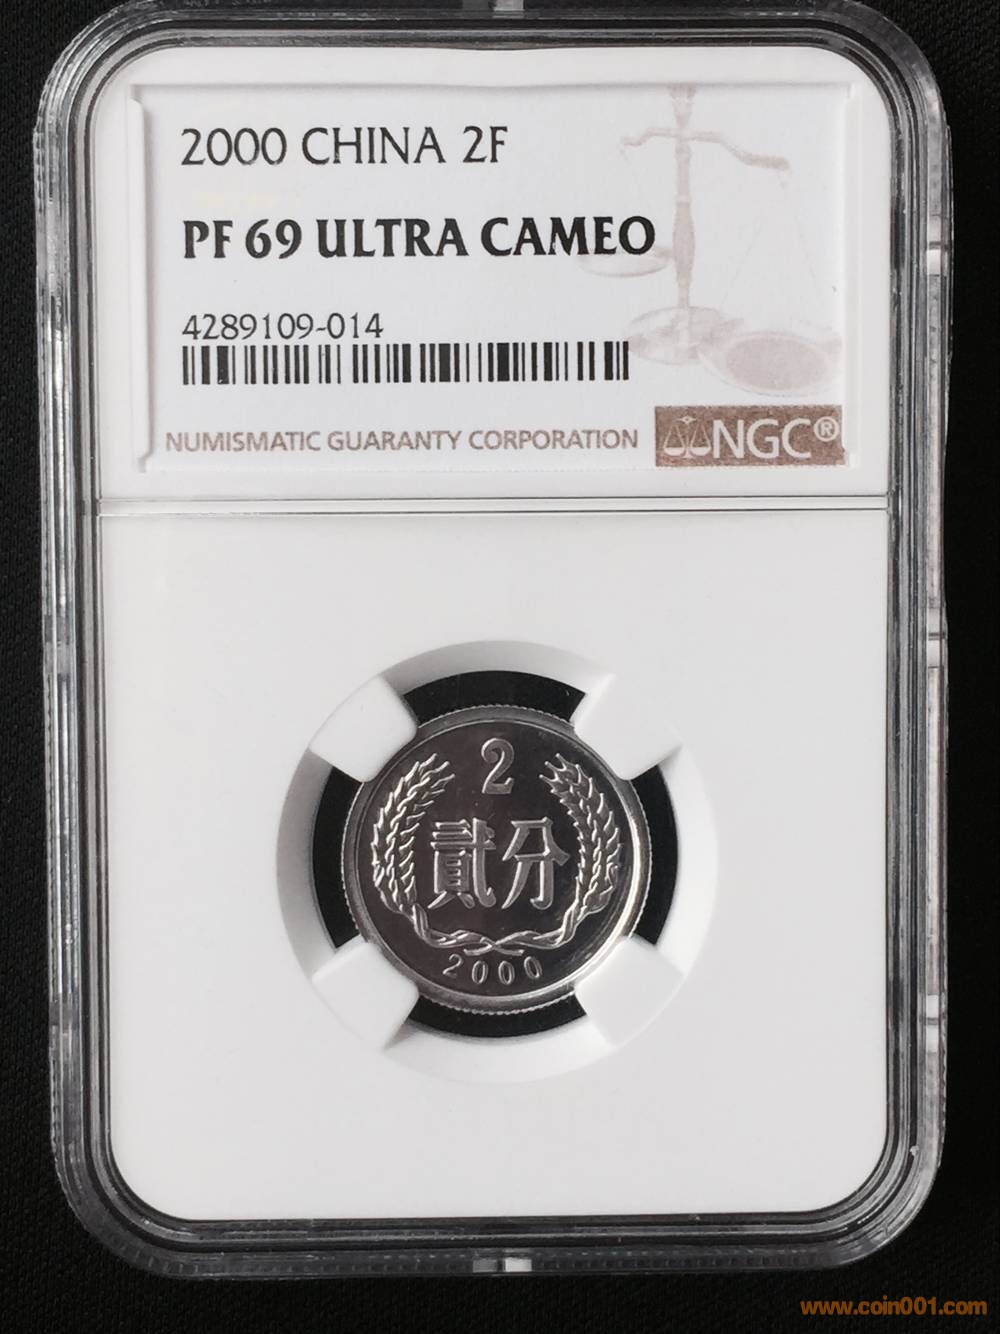 2000 CHINA 2F
PF 69 ULTRA CAMEO
4289109-014
NUMISMATIC GUARANTY CORPORATION NGC®
2
貳分
2000
www.coin001.com